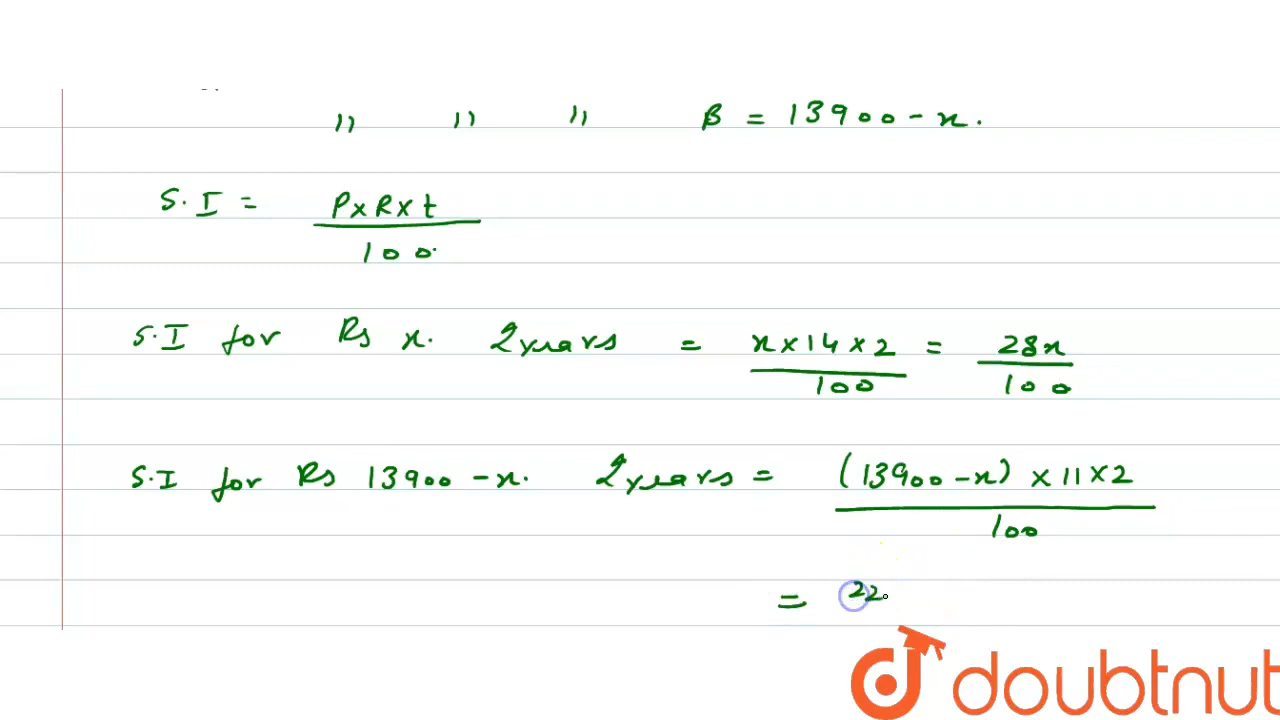 " " " B = 13900 - x.
S.I = P x R x t / 100
S.I for Rs x. 2years = x x 14 x 2 / 100 = 28x / 100
S.I for Rs 13900 - x. 2years = (13900 - x) x 11 x 2 / 100
= 22
doubtnut